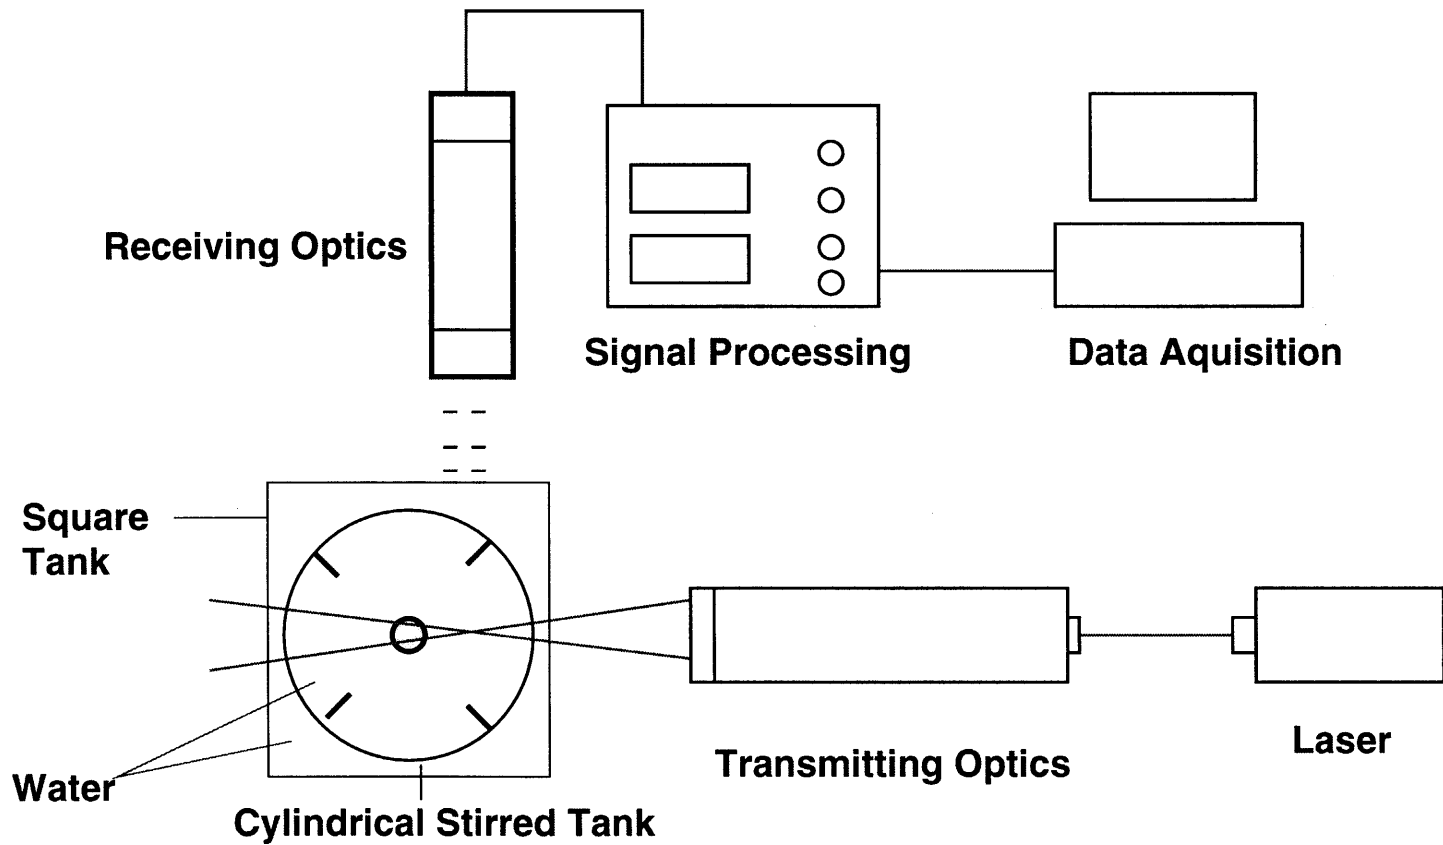 Receiving Optics
Signal Processing
Data Aquisition
Square
Tank
Water
Cylindrical Stirred Tank
Transmitting Optics
Laser